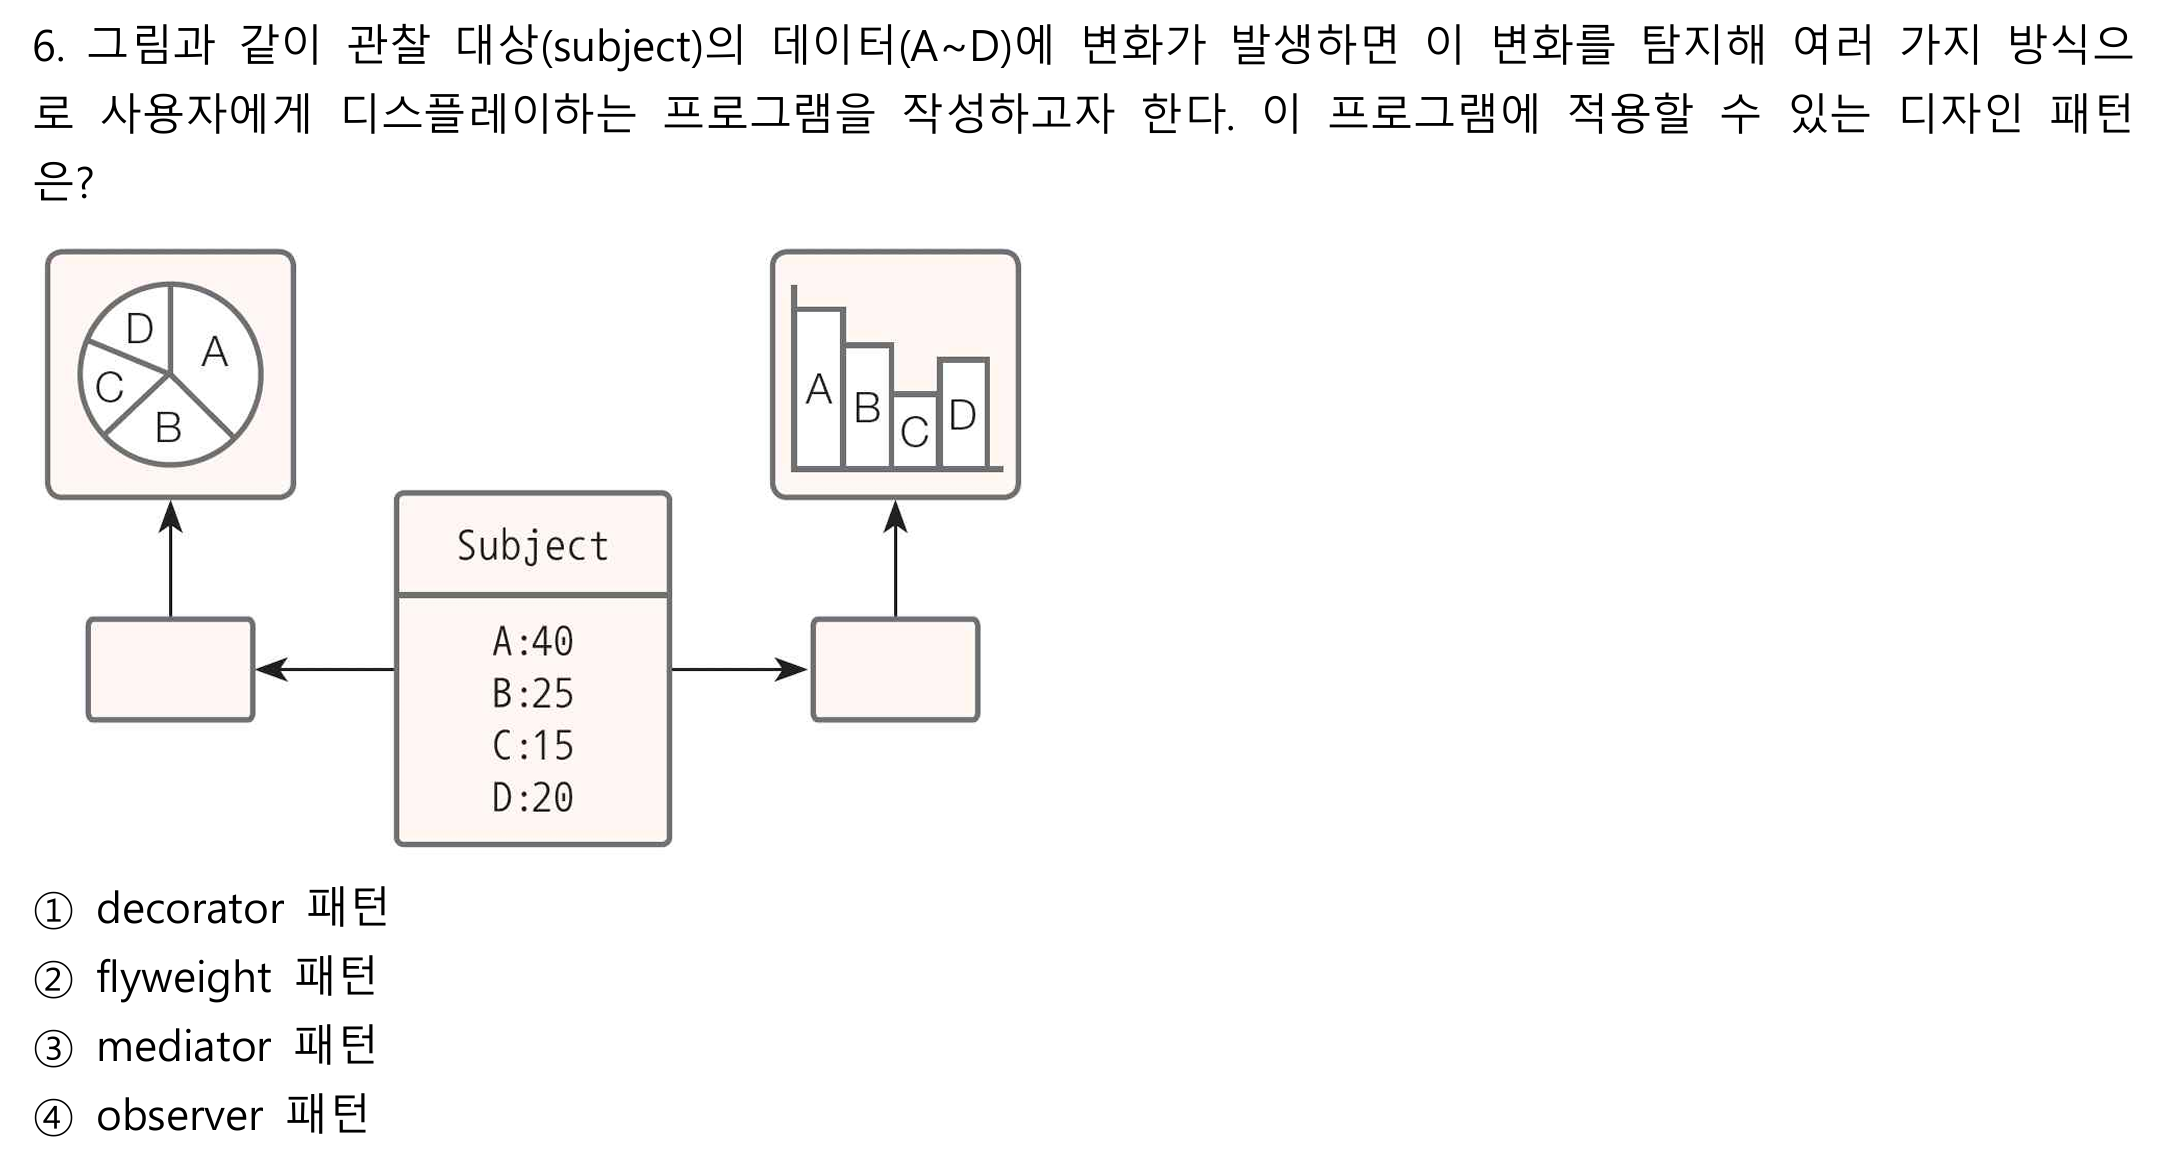 6. 그림과 같이 관찰 대상(subject)의 데이터(A~D)에 변화가 발생하면 이 변화를 탐지해 여러 가지 방식으
로 사용자에게 디스플레이하는 프로그램을 작성하고자 한다. 이 프로그램에 적용할 수 있는 디자인 패턴
은?
D
A
C
B
A
B
C
D
Subject
A:40
B:25
C:15
D:20
① decorator 패턴
② flyweight 패턴
③ mediator 패턴
④ observer 패턴